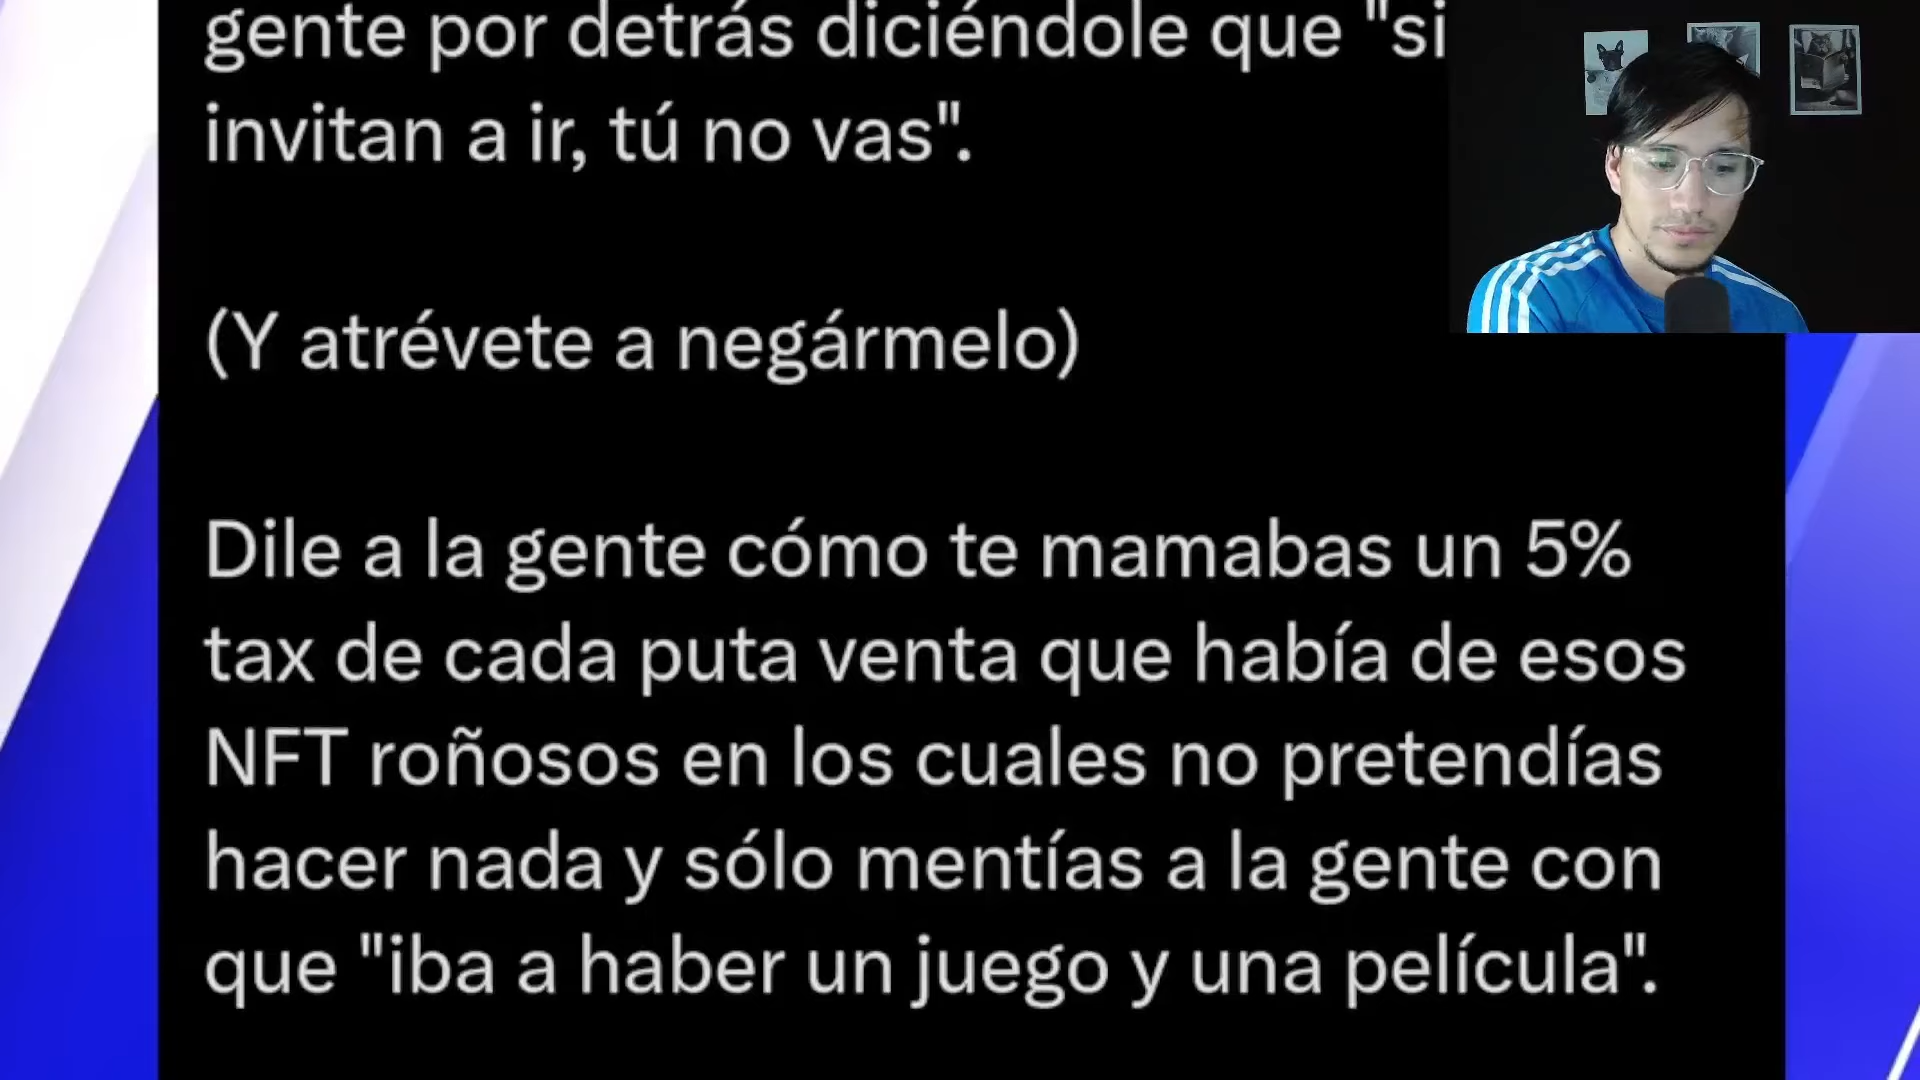 gente por detrás diciéndole que "si
invitan a ir, tú no vas".
(Y atrévete a negármelo)
Dile a la gente cómo te mamabas un 5%
tax de cada puta venta que había de esos
NFT roñosos en los cuales no pretendías
hacer nada y sólo mentías a la gente con
que "iba a haber un juego y una película".